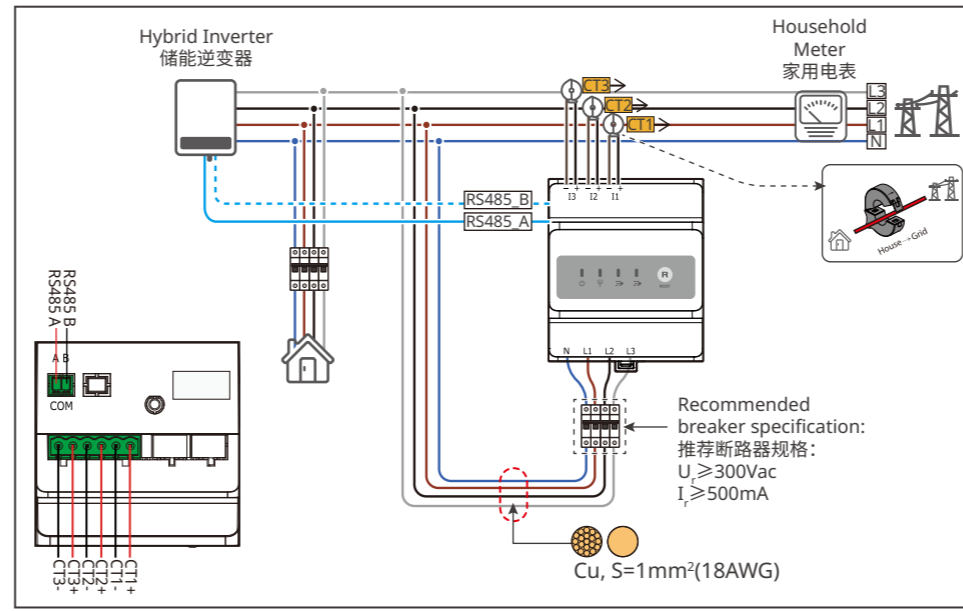 Hybrid Inverter
储能逆变器
Household
Meter
家用电表
CT3
CT2
CT1
L3
L2
L1
N
- + - + - +
I3 I2 I1
RS485_B
RS485_A
House→Grid
R
N L1 L2 L3
RS485 A
RS485 B
A B
COM
CT3-
CT3+
CT2-
CT2+
CT1-
CT1+
Recommended
breaker specification:
推荐断路器规格:
Ur≥300Vac
Ir≥500mA
Cu, S=1mm²(18AWG)